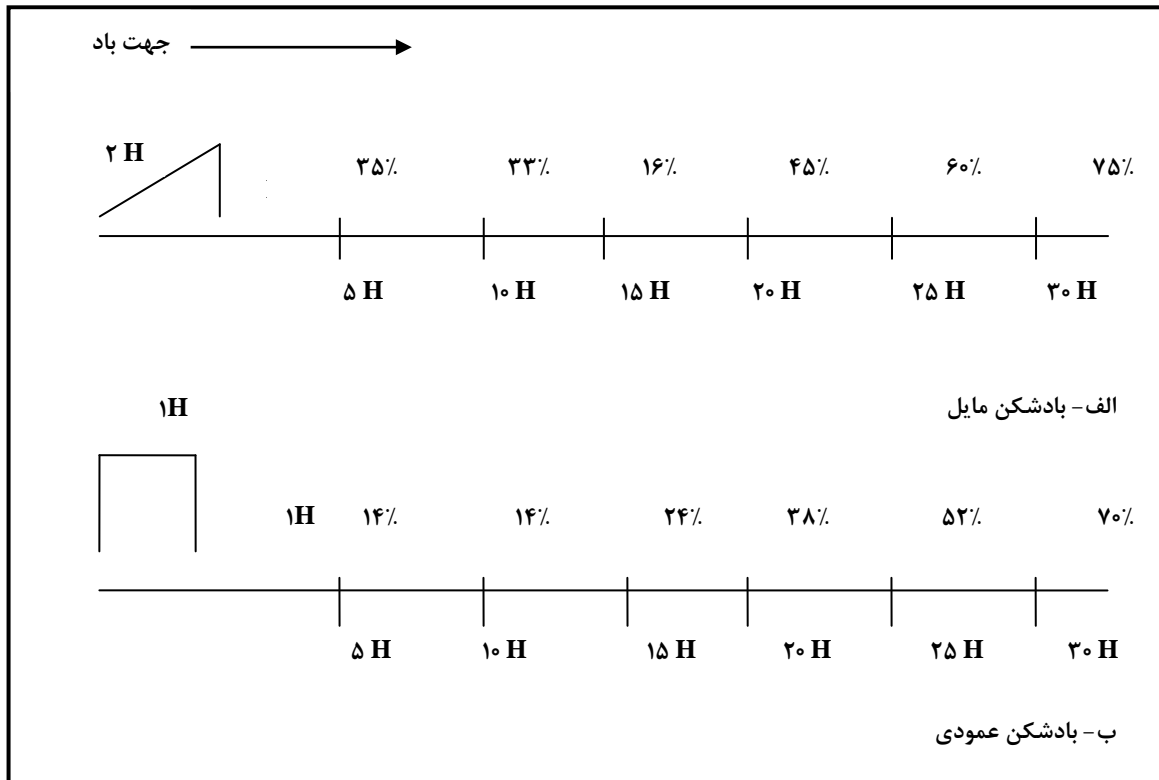 جهت باد
۲ H
۳۵٪ ۳۳٪ ۱۶٪ ۴۵٪ ۶۰٪ ۷۵٪
۵ H ۱۰ H ۱۵ H ۲۰ H ۲۵ H ۳۰ H
الف- بادشکن مایل
۱H
۱H ۱۴٪ ۱۴٪ ۲۴٪ ۳۸٪ ۵۲٪ ۷۰٪
۵ H ۱۰ H ۱۵ H ۲۰ H ۲۵ H ۳۰ H
ب- بادشکن عمودی